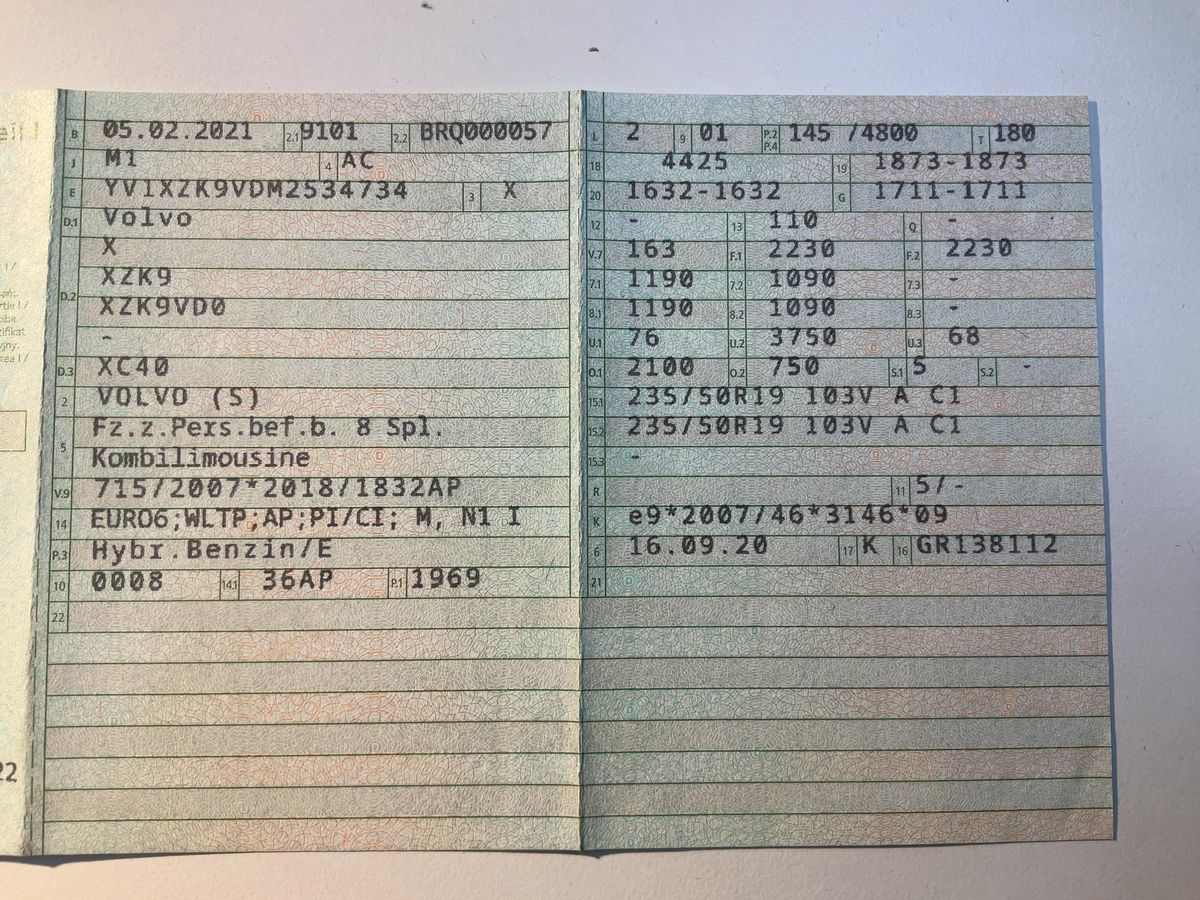 B 05.02.2021 2.1 9101 2.2 BRQ000057
J M1 4 AC
E YV1XZK9VDM2534734 3 X
D.1 Volvo
X
D.2 XZK9
XZK9VD0
-
D.3 XC40
2 VOLVO (S)
5 Fz.z.Pers.bef.b. 8 Spl.
Kombilimousine
V.9 715/2007*2018/1832AP
14 EURO6;WLTP;AP;PI/CI; M, N1 I
P.3 Hybr.Benzin/E
10 0008 14.1 36AP P.1 1969
22
L 2 9 01 P.2 P.4 145 /4800 T 180
18 4425 19 1873-1873
20 1632-1632 G 1711-1711
12 - 13 110 Q -
V.7 163 F.1 2230 F.2 2230
7.1 1190 7.2 1090 7.3 -
8.1 1190 8.2 1090 8.3 -
U.1 76 U.2 3750 U.3 68
O.1 2100 O.2 750 S.1 5 S.2 -
15.1 235/50R19 103V A C1
15.2 235/50R19 103V A C1
15.3 -
R 11 5/-
K e9*2007/46*3146*09
6 16.09.20 17 K 16 GR138112
21
22